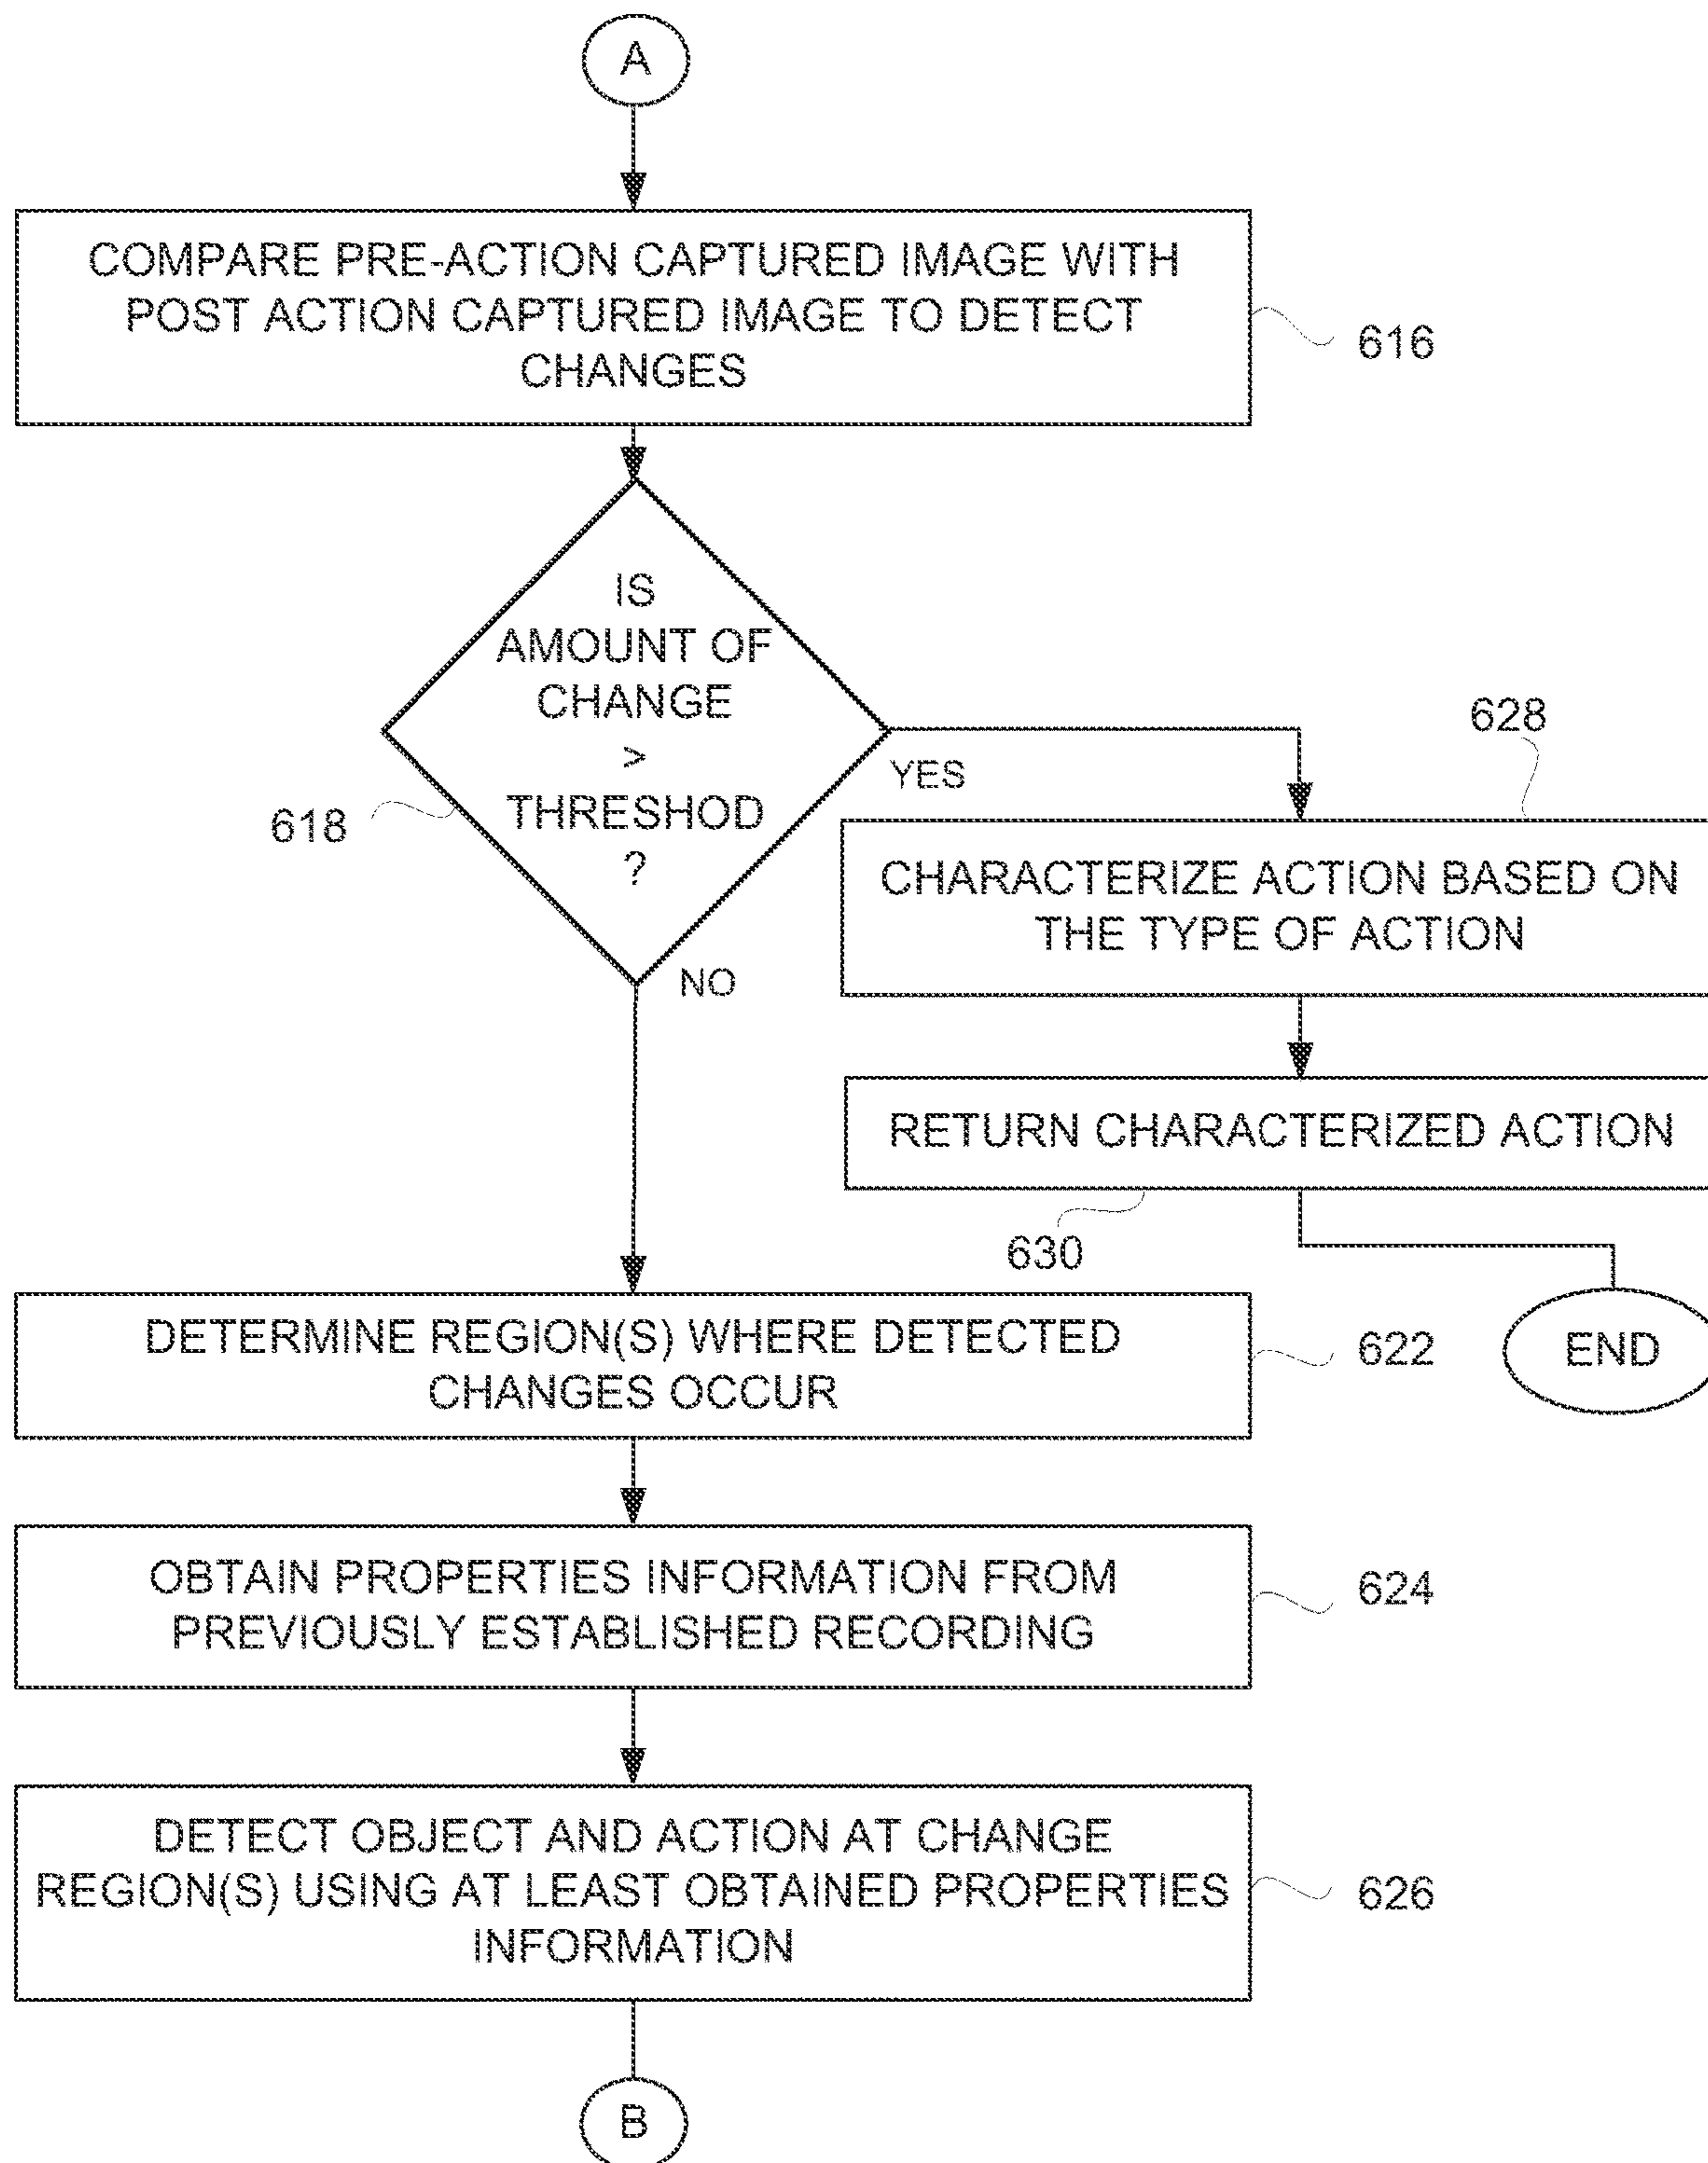 A
COMPARE PRE-ACTION CAPTURED IMAGE WITH
POST ACTION CAPTURED IMAGE TO DETECT
CHANGES
616
IS
AMOUNT OF
CHANGE
>
THRESHOD
?
618
YES
NO
628
CHARACTERIZE ACTION BASED ON
THE TYPE OF ACTION
RETURN CHARACTERIZED ACTION
630
END
DETERMINE REGION(S) WHERE DETECTED
CHANGES OCCUR
622
OBTAIN PROPERTIES INFORMATION FROM
PREVIOUSLY ESTABLISHED RECORDING
624
DETECT OBJECT AND ACTION AT CHANGE
REGION(S) USING AT LEAST OBTAINED PROPERTIES
INFORMATION
626
B